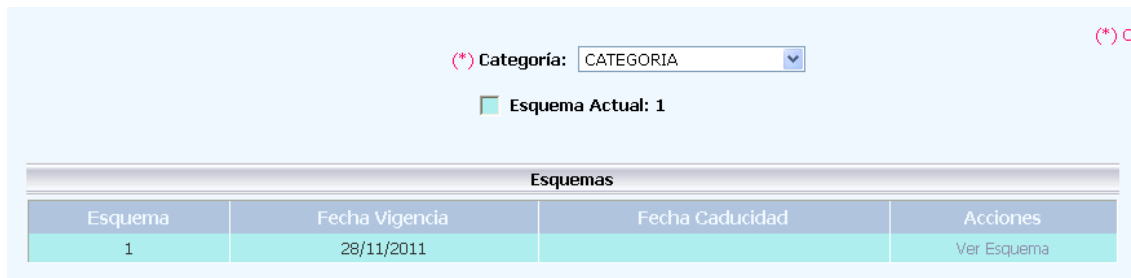 (*)
(*) Categoría: CATEGORIA
Esquema Actual: 1
Esquemas
Esquema Fecha Vigencia Fecha Caducidad Acciones
1 28/11/2011 Ver Esquema